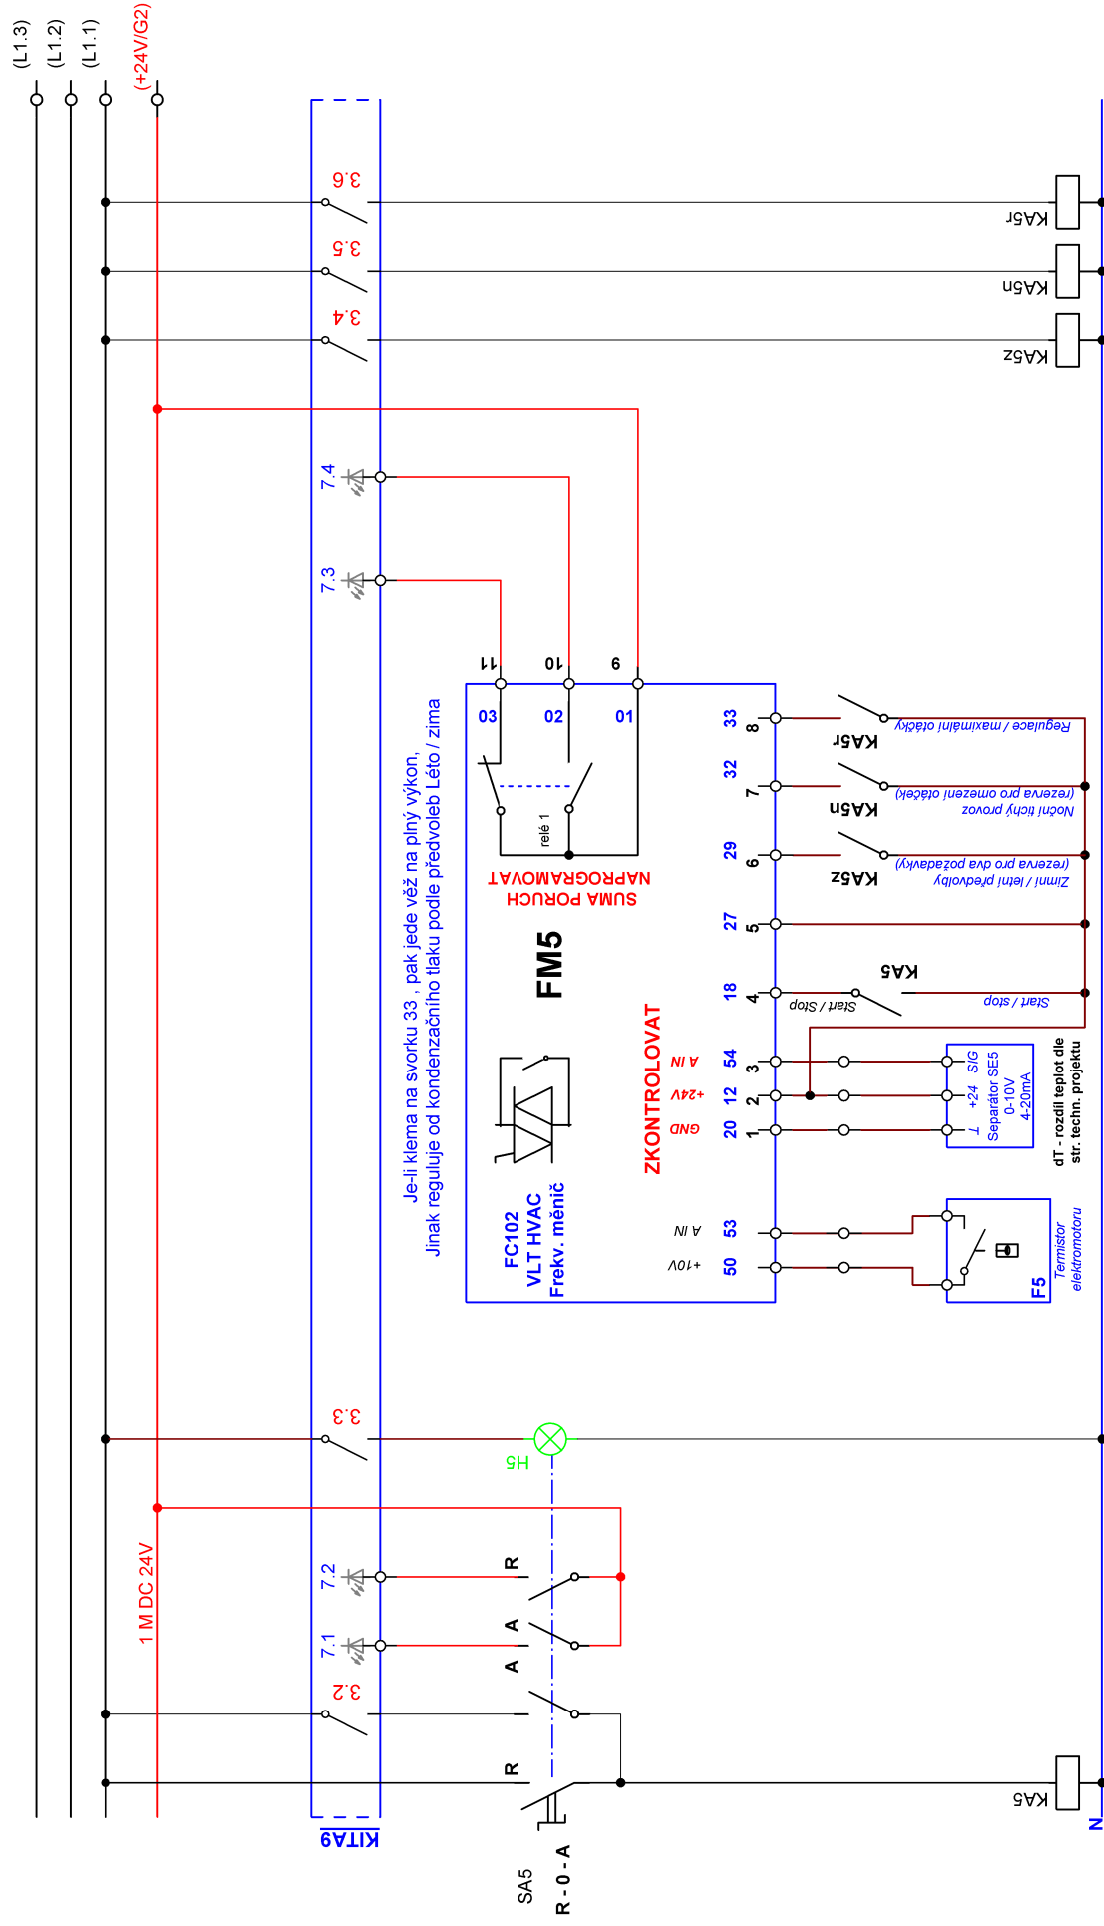 (L1.3)
(L1.2)
(L1.1)
(+24V/G2)
1 M DC 24V
3.6
3.5
3.4
7.4
7.3
3.3
7.2
7.1
3.2
KITA9
Je-li klema na svorku 33 , pak jede věž na plný výkon,
Jinak reguluje od kondenzačního tlaku podle předvoleb Léto / zima
11
10
9
03
02
01
relé 1
SUMA PORUCH
NAPROGRAMOVAT
FM5
FC102
VLT HVAC
Frekv. měnič
ZKONTROLOVAT
A IN
+24V
GND
A IN
+10V
33
32
29
27
18
54
12
20
53
50
8
7
6
5
4
3
2
1
KA5r
Regulace / maximální otáčky
KA5n
Noční tichý provoz
(rezerva pro omezení otáček)
KA5z
Zimní / letní předvolby
(rezerva pro dva požadavky)
KA5
Start / Stop
Start / stop
SIG
+24
⊥
Separátor SE5
0-10V
4-20mA
dT - rozdíl teplot dle
str. techn. projektu
F5
Termistor
elektromotoru
H5
R
A
A
R
SA5
R - 0 - A
KA5r
KA5n
KA5z
KA5
N